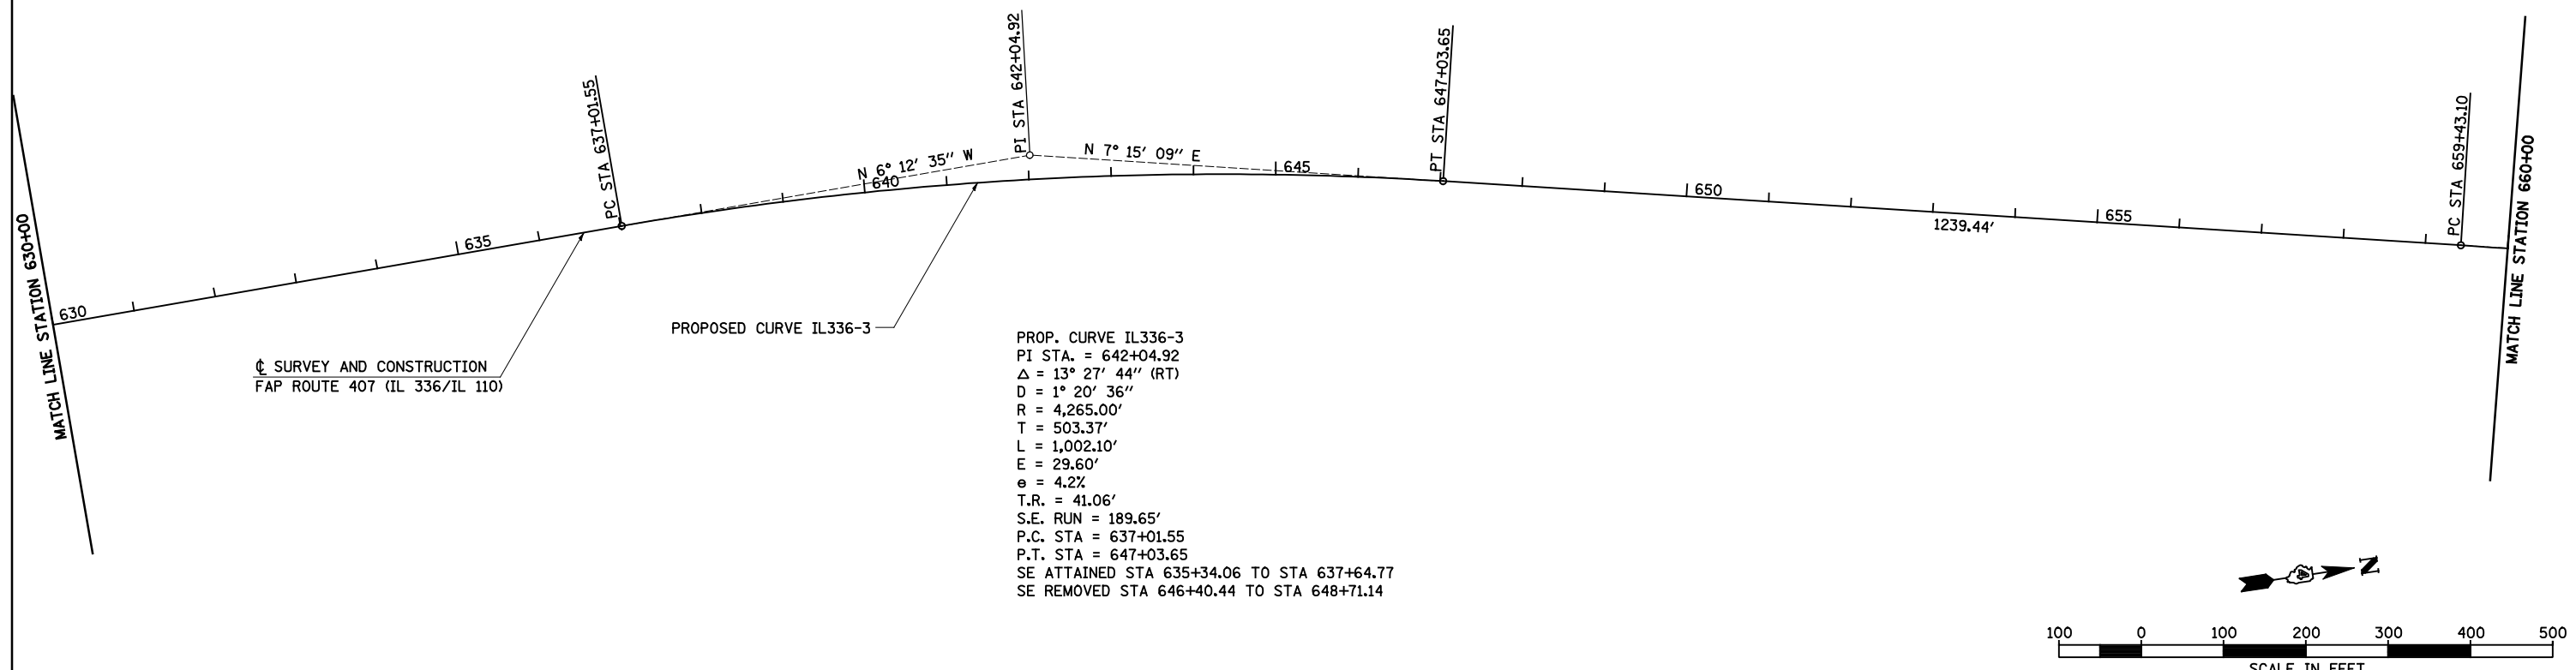 MATCH LINE STATION 630+00
630
635
℄ SURVEY AND CONSTRUCTION
FAP ROUTE 407 (IL 336/IL 110)
PC STA 637+01.55
N 6° 12′ 35″ W
640
PI STA 642+04.92
N 7° 15′ 09″ E
645
PROPOSED CURVE IL336-3
PT STA 647+03.65
650
1239.44′
655
PC STA 659+43.10
MATCH LINE STATION 660+00
PROP. CURVE IL336-3
PI STA. = 642+04.92
Δ = 13° 27′ 44″ (RT)
D = 1° 20′ 36″
R = 4,265.00′
T = 503.37′
L = 1,002.10′
E = 29.60′
e = 4.2%
T.R. = 41.06′
S.E. RUN = 189.65′
P.C. STA = 637+01.55
P.T. STA = 647+03.65
SE ATTAINED STA 635+34.06 TO STA 637+64.77
SE REMOVED STA 646+40.44 TO STA 648+71.14
N
100 0 100 200 300 400 500
SCALE IN FEET